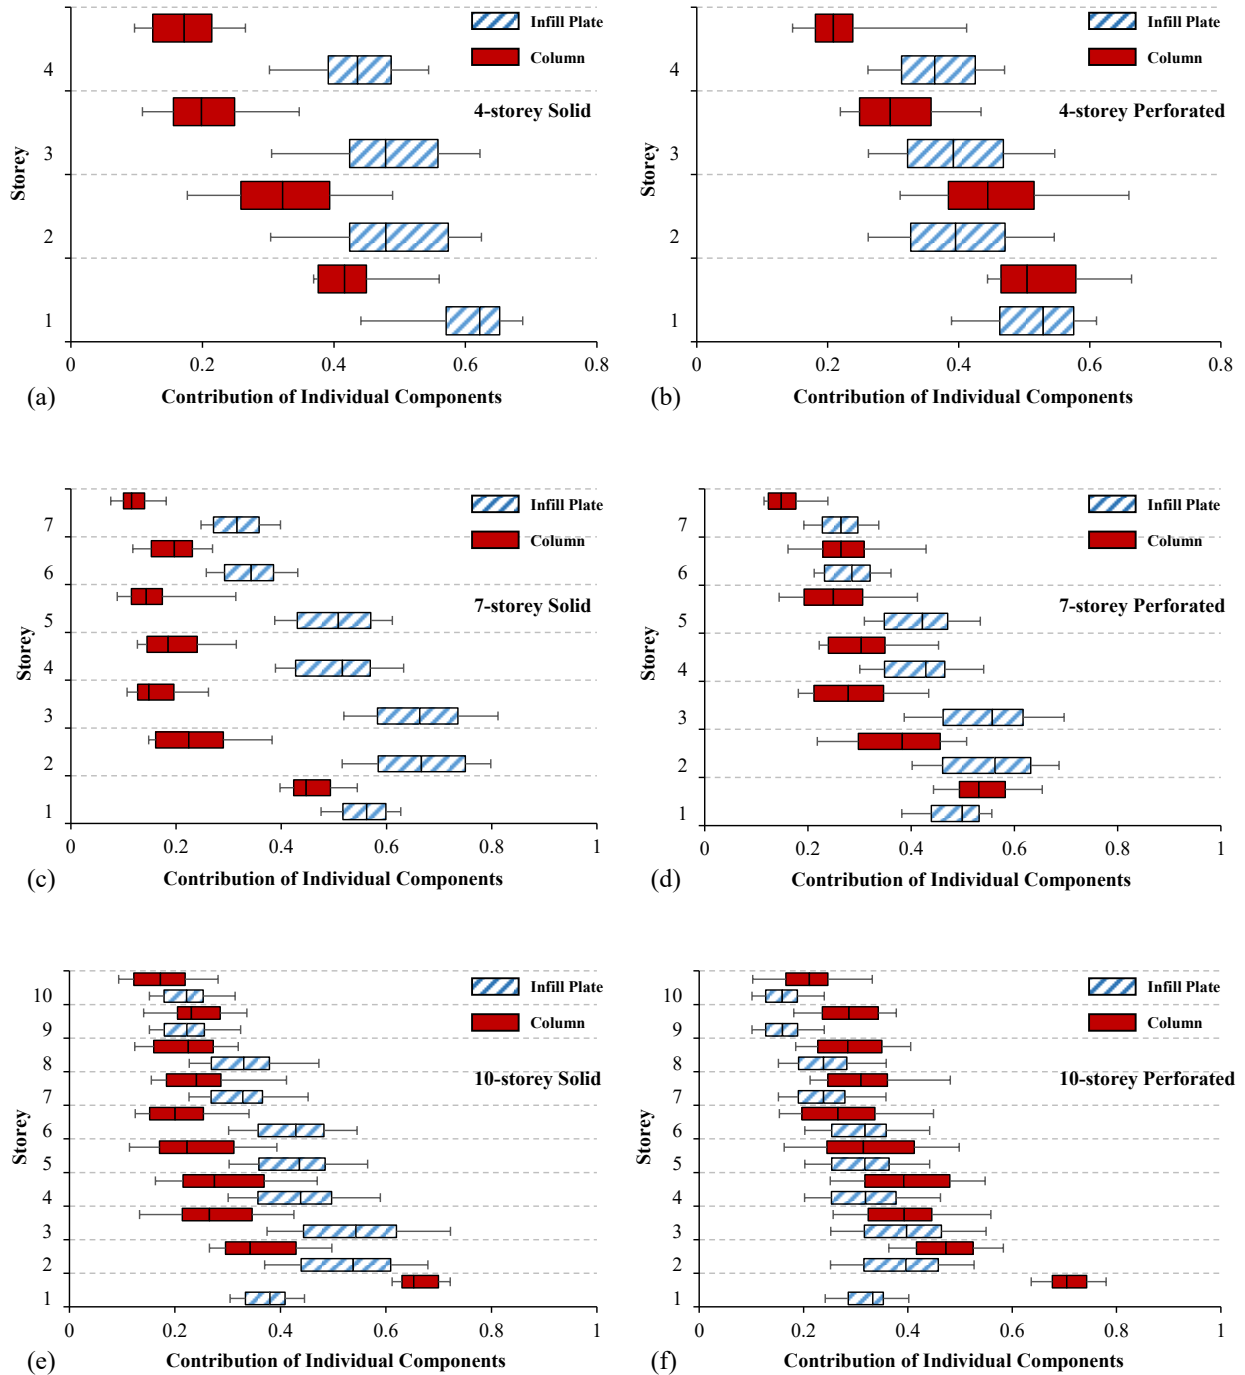 Infill Plate
Column
4-storey Solid
Storey
4
3
2
1
0
0.2
0.4
0.6
0.8
Contribution of Individual Components
(a)
Infill Plate
Column
4-storey Perforated
Storey
4
3
2
1
0
0.2
0.4
0.6
0.8
Contribution of Individual Components
(b)
Infill Plate
Column
7-storey Solid
Storey
7
6
5
4
3
2
1
0
0.2
0.4
0.6
0.8
1
Contribution of Individual Components
(c)
Infill Plate
Column
7-storey Perforated
Storey
7
6
5
4
3
2
1
0
0.2
0.4
0.6
0.8
1
Contribution of Individual Components
(d)
Infill Plate
Column
10-storey Solid
Storey
10
9
8
7
6
5
4
3
2
1
0
0.2
0.4
0.6
0.8
1
Contribution of Individual Components
(e)
Infill Plate
Column
10-storey Perforated
Storey
10
9
8
7
6
5
4
3
2
1
0
0.2
0.4
0.6
0.8
1
Contribution of Individual Components
(f)